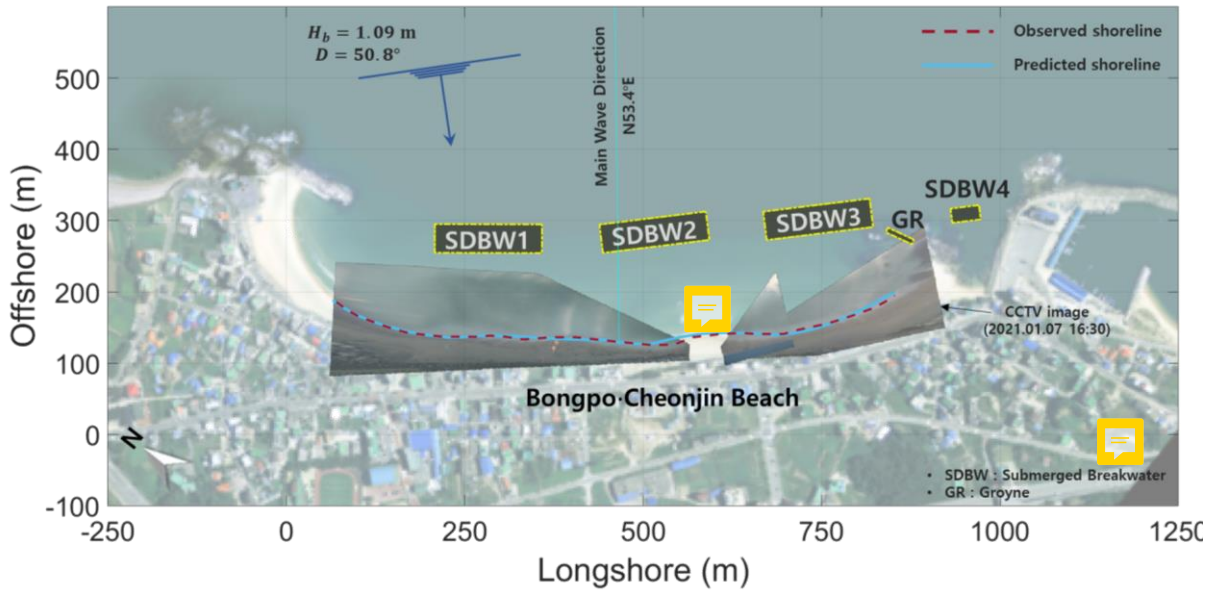 H_b = 1.09 m
D = 50.8°
Main Wave Direction
N53.4°E
Observed shoreline
Predicted shoreline
Offshore (m)
500
400
300
200
100
0
-100
SDBW1
SDBW2
SDBW3
GR
SDBW4
CCTV image
(2021.01.07 16:30)
Bongpo·Cheonjin Beach
N
• SDBW : Submerged Breakwater
• GR : Groyne
-250
0
250
500
750
1000
1250
Longshore (m)